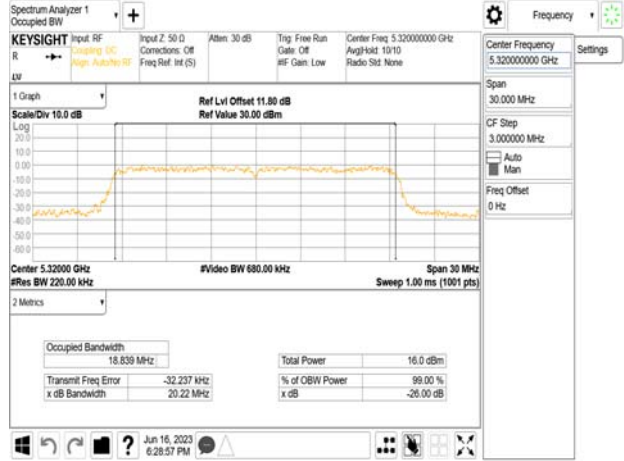 Spectrum Analyzer 1
Occupied BW
Frequency
KEYSIGHT
R
Input: RF
Coupling: DC
Align: Auto/No RF
Input Z: 50 Ω
Corrections: Off
Freq Ref: Int (S)
Atten: 30 dB
Trig: Free Run
Gate: Off
#IF Gain: Low
Center Freq: 5.320000000 GHz
Avg|Hold: 10/10
Radio Std: None
Center Frequency
5.320000000 GHz
Settings
Span
30.000 MHz
CF Step
3.000000 MHz
Auto
Man
Freq Offset
0 Hz
1 Graph
Scale/Div 10.0 dB
Ref Lvl Offset 11.80 dB
Ref Value 30.00 dBm
Log
20.0
10.0
0.00
-10.0
-20.0
-30.0
-40.0
-50.0
-60.0
Center 5.32000 GHz
#Res BW 220.00 kHz
#Video BW 680.00 kHz
Span 30 MHz
Sweep 1.00 ms (1001 pts)
2 Metrics
Occupied Bandwidth
18.839 MHz
Total Power 16.0 dBm
Transmit Freq Error -32.237 kHz
% of OBW Power 99.00 %
x dB Bandwidth 20.22 MHz
x dB -26.00 dB
Jun 16, 2023
6:28:57 PM